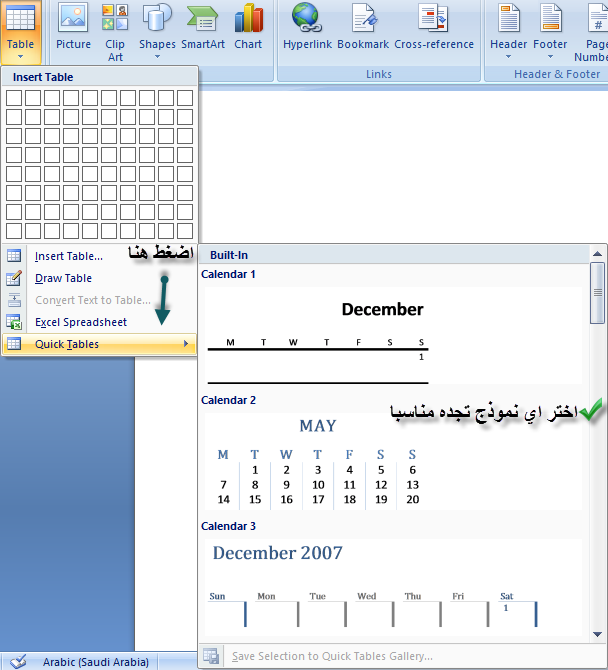 Table Picture Clip Art Shapes SmartArt Chart Hyperlink Bookmark Cross-reference Header Footer Page Numbe
Links Header & Footer
Insert Table
Insert Table...
اضغط هنا
Draw Table
Convert Text to Table...
Excel Spreadsheet
Quick Tables
Built-In
Calendar 1
December
M T W T F S S
1
Calendar 2
اختر اي نموذج تجده مناسبا
MAY
M T W T F S S
1 2 3 4 5 6
7 8 9 10 11 12 13
14 15 16 17 18 19 20
Calendar 3
December 2007
Sun Mon Tue Wed Thu Fri Sat
1
Save Selection to Quick Tables Gallery...
Arabic (Saudi Arabia)